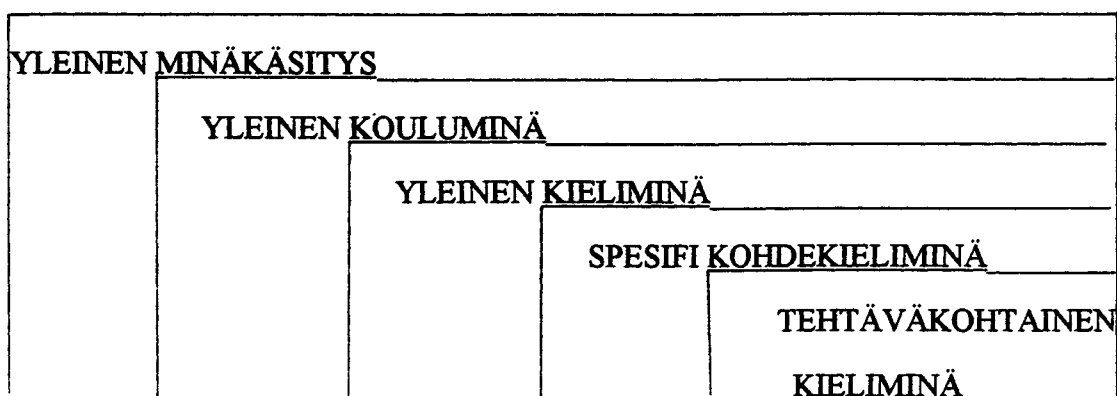 YLEINEN MINÄKÄSITYS
YLEINEN KOULUMINÄ
YLEINEN KIELIMINÄ
SPESIFI KOHDEKIELIMINÄ
TEHTÄVÄKOHTAINEN
KIELIMINÄ